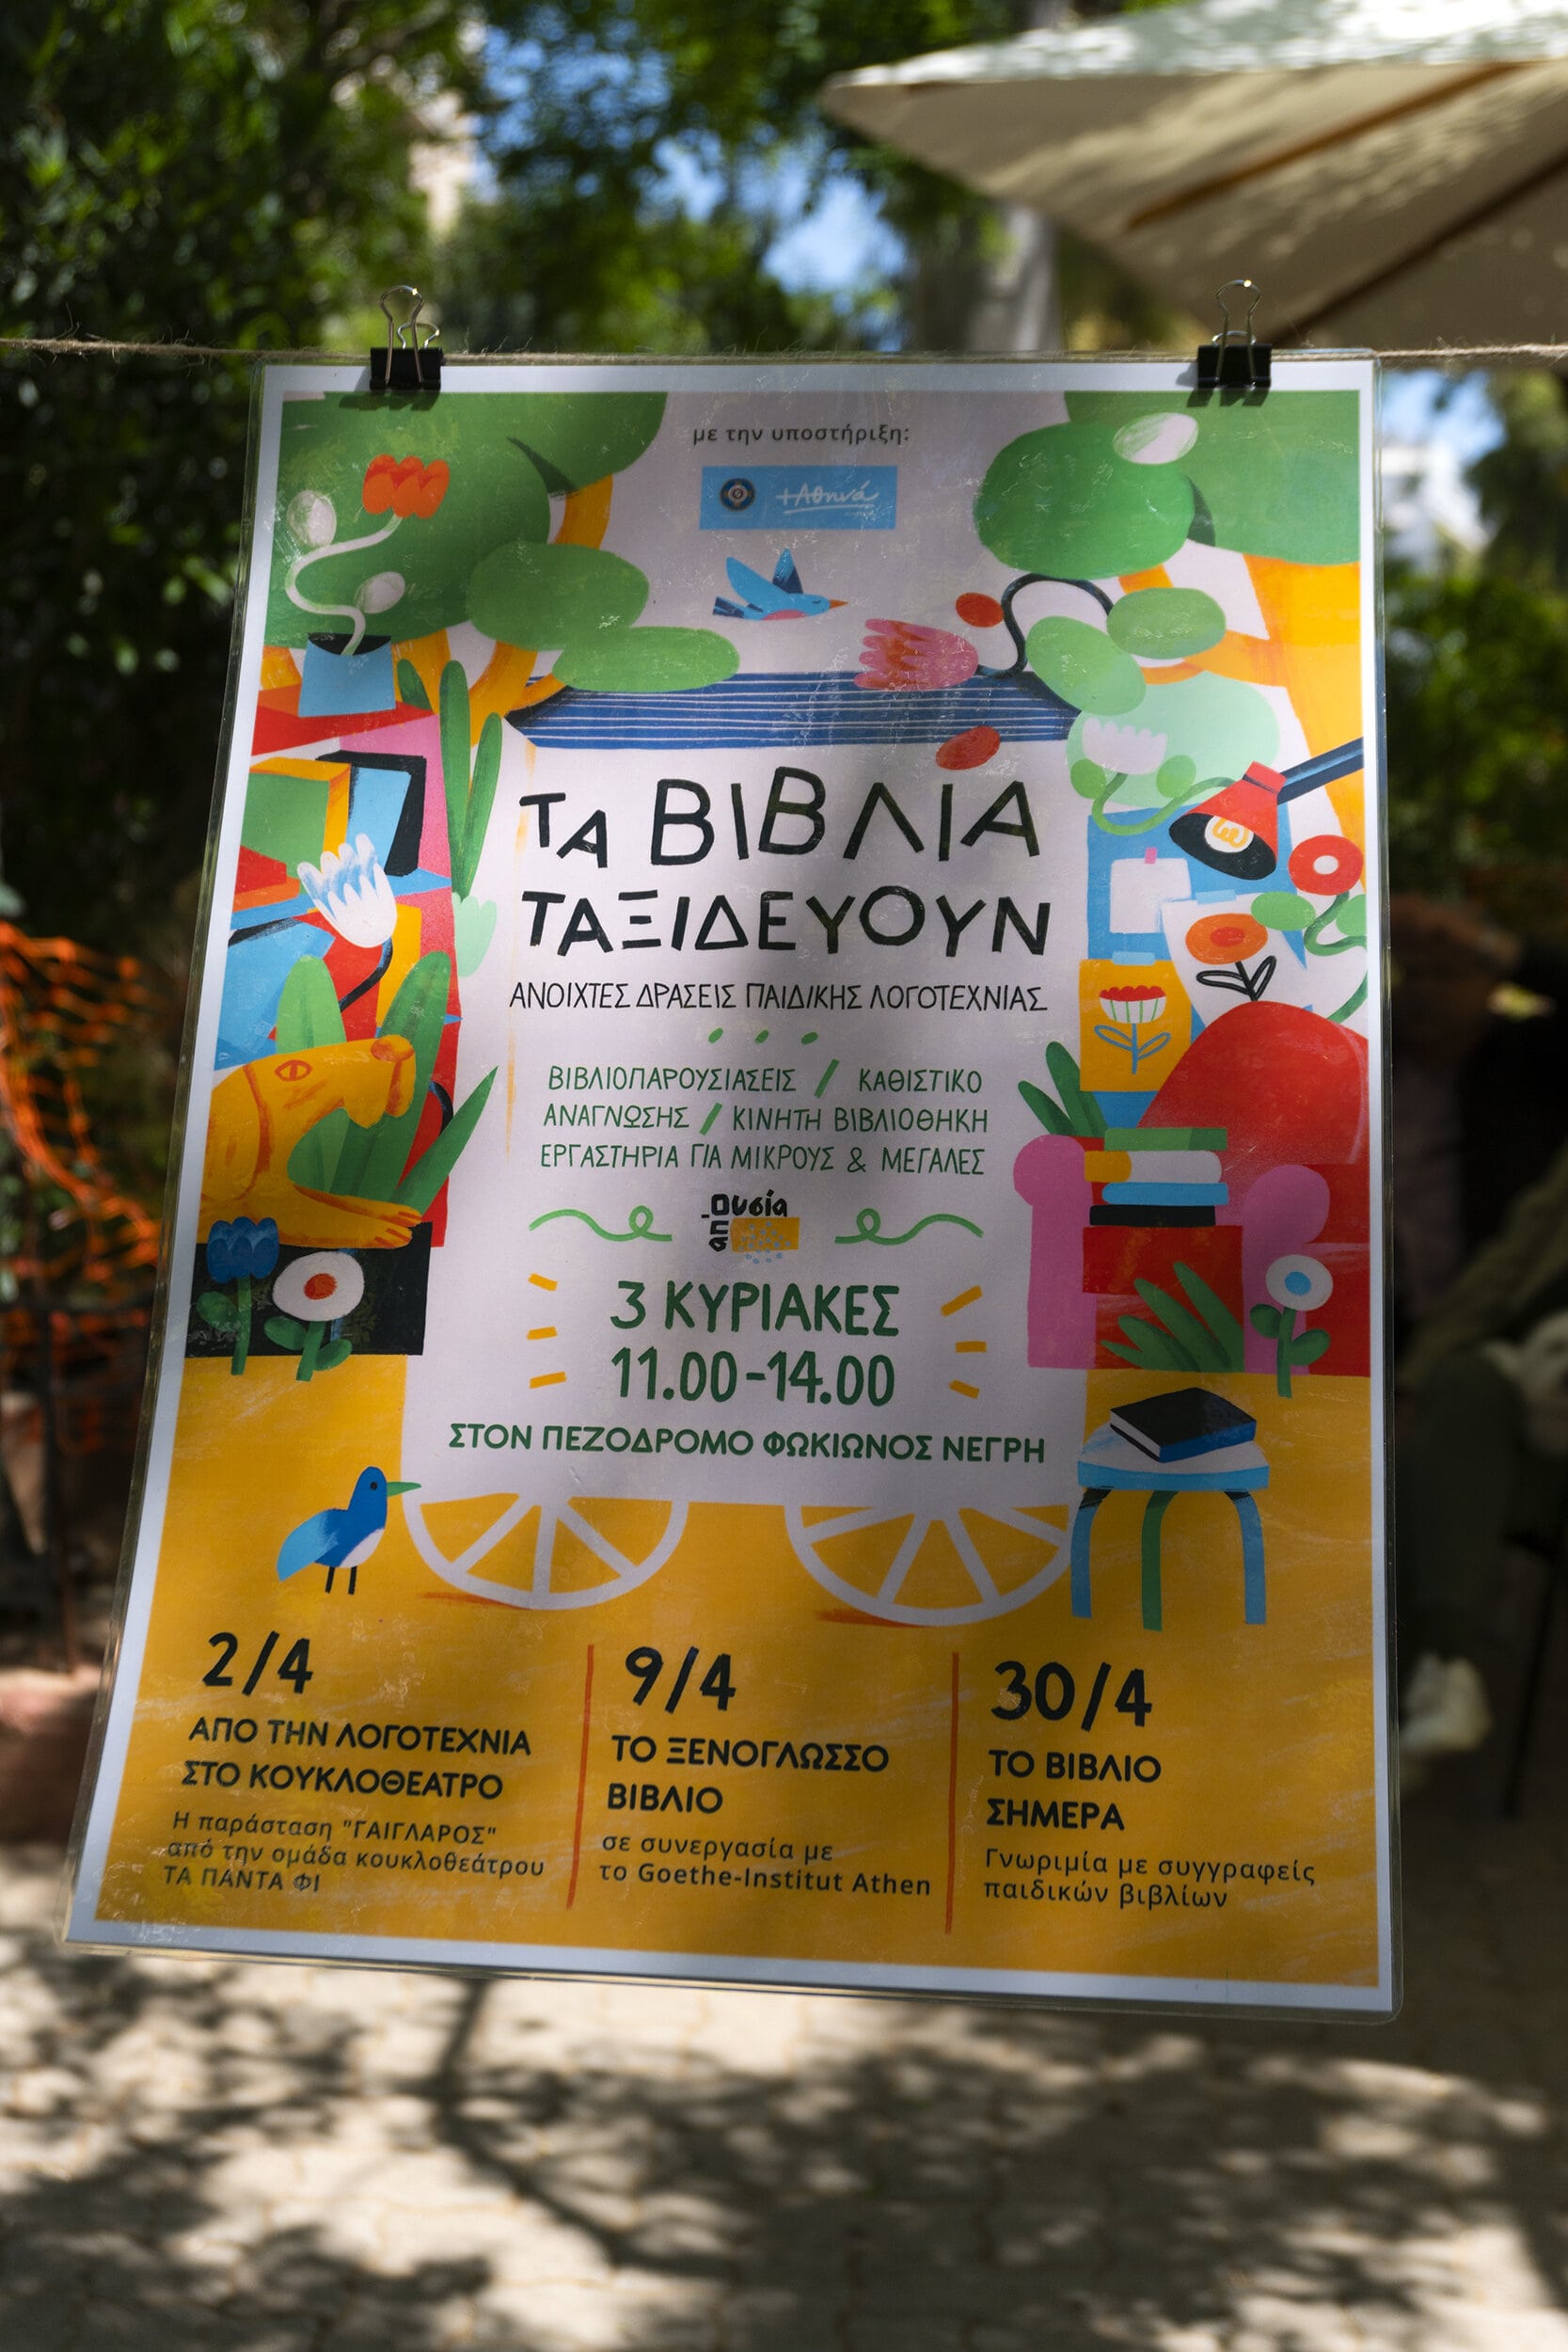 με την υποστήριξη:
+Αθηνά
ΤΑ ΒΙΒΛΙΑ
ΤΑΞΙΔΕΥΟΥΝ
ΑΝΟΙΧΤΕΣ ΔΡΑΣΕΙΣ ΠΑΙΔΙΚΗΣ ΛΟΓΟΤΕΧΝΙΑΣ
ΒΙΒΛΙΟΠΑΡΟΥΣΙΑΣΕΙΣ / ΚΑΘΙΣΤΙΚΟ
ΑΝΑΓΝΩΣΗΣ / ΚΙΝΗΤΗ ΒΙΒΛΙΟΘΗΚΗ
ΕΡΓΑΣΤΗΡΙΑ ΓΙΑ ΜΙΚΡΟΥΣ & ΜΕΓΑΛΕΣ
3 ΚΥΡΙΑΚΕΣ
11.00-14.00
ΣΤΟΝ ΠΕΖΟΔΡΟΜΟ ΦΩΚΙΩΝΟΣ ΝΕΓΡΗ
2/4
ΑΠΟ ΤΗΝ ΛΟΓΟΤΕΧΝΙΑ
ΣΤΟ ΚΟΥΚΛΟΘΕΑΤΡΟ
Η παράσταση "ΓΑΙΓΛΑΡΟΣ"
από την ομάδα κουκλοθεάτρου
ΤΑ ΠΑΝΤΑ ΦΙ
9/4
ΤΟ ΞΕΝΟΓΛΩΣΣΟ
ΒΙΒΛΙΟ
σε συνεργασία με
το Goethe-Institut Athen
30/4
ΤΟ ΒΙΒΛΙΟ
ΣΗΜΕΡΑ
Γνωριμία με συγγραφείς
παιδικών βιβλίων